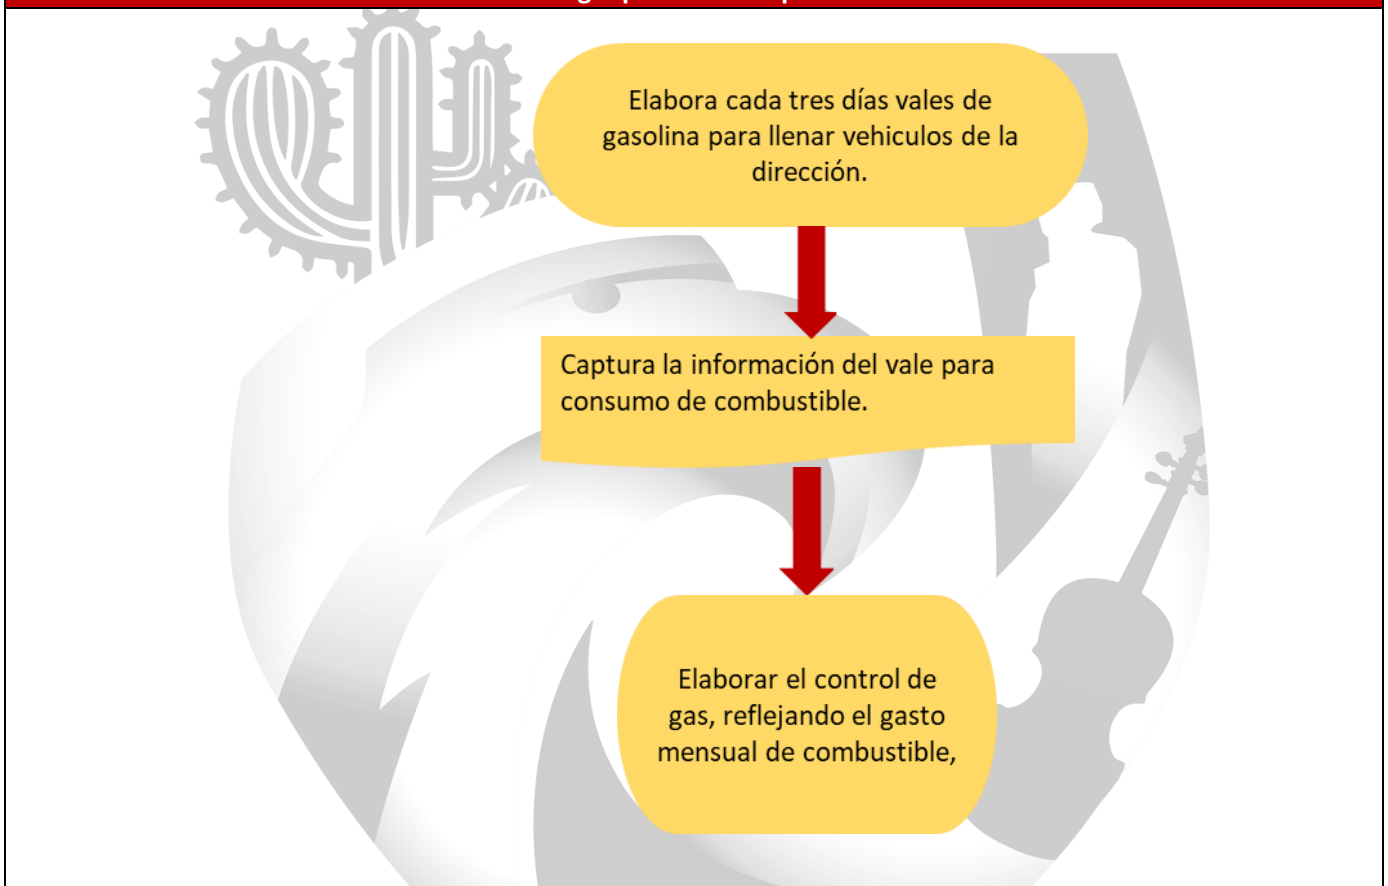 Elabora cada tres días vales de
gasolina para llenar vehiculos de la
dirección.
Captura la información del vale para
consumo de combustible.
Elaborar el control de
gas, reflejando el gasto
mensual de combustible,